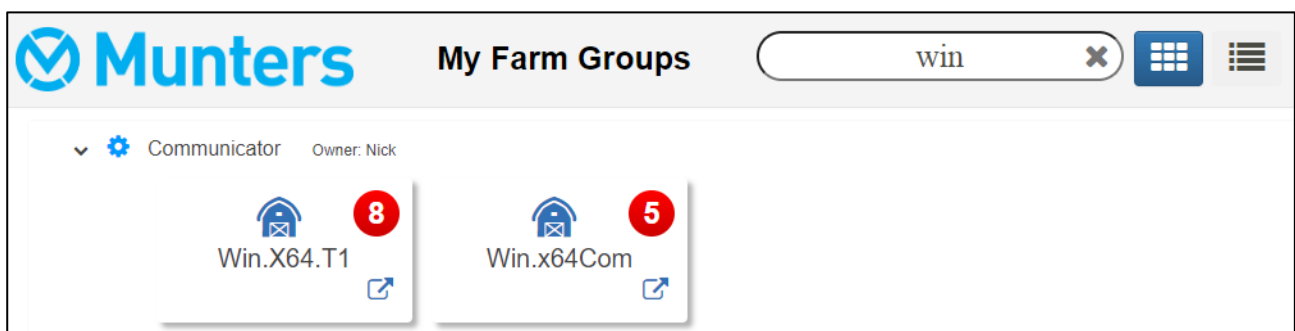 Munters My Farm Groups win
Communicator Owner: Nick
8 5
Win.X64.T1 Win.x64Com